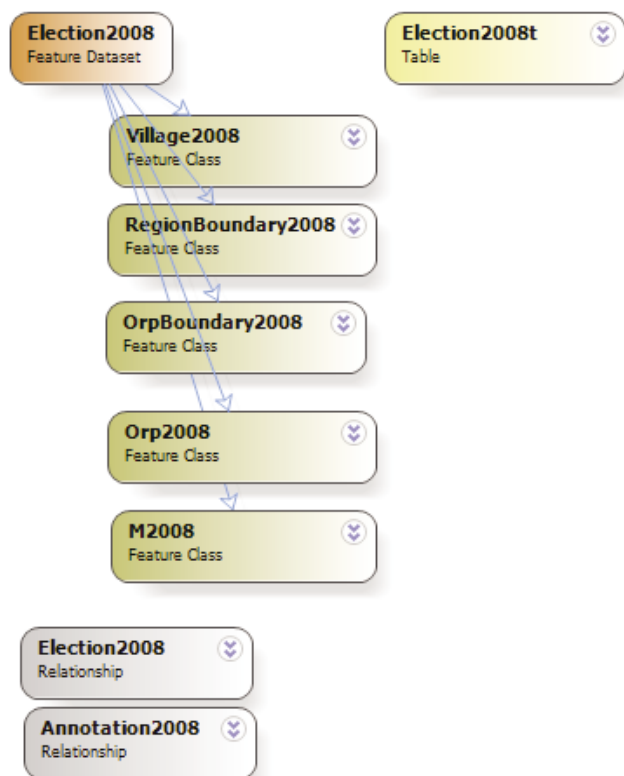 Election2008
Feature Dataset
Election2008t
Table
Village2008
Feature Class
RegionBoundary2008
Feature Class
OrpBoundary2008
Feature Class
Orp2008
Feature Class
M2008
Feature Class
Election2008
Relationship
Annotation2008
Relationship